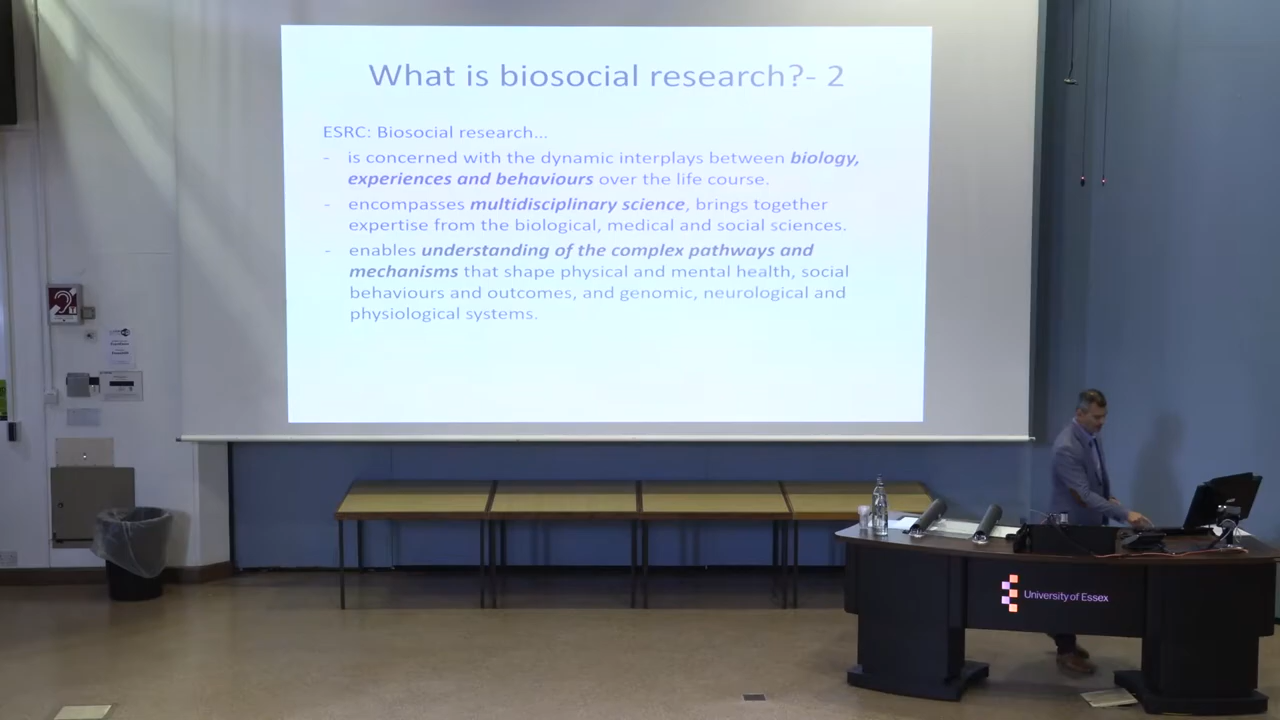 What is biosocial research?- 2
ESRC: Biosocial research...
- is concerned with the dynamic interplays between biology,
experiences and behaviours over the life course.
- encompasses multidisciplinary science, brings together
expertise from the biological, medical and social sciences.
- enables understanding of the complex pathways and
mechanisms that shape physical and mental health, social
behaviours and outcomes, and genomic, neurological and
physiological systems.
University of Essex